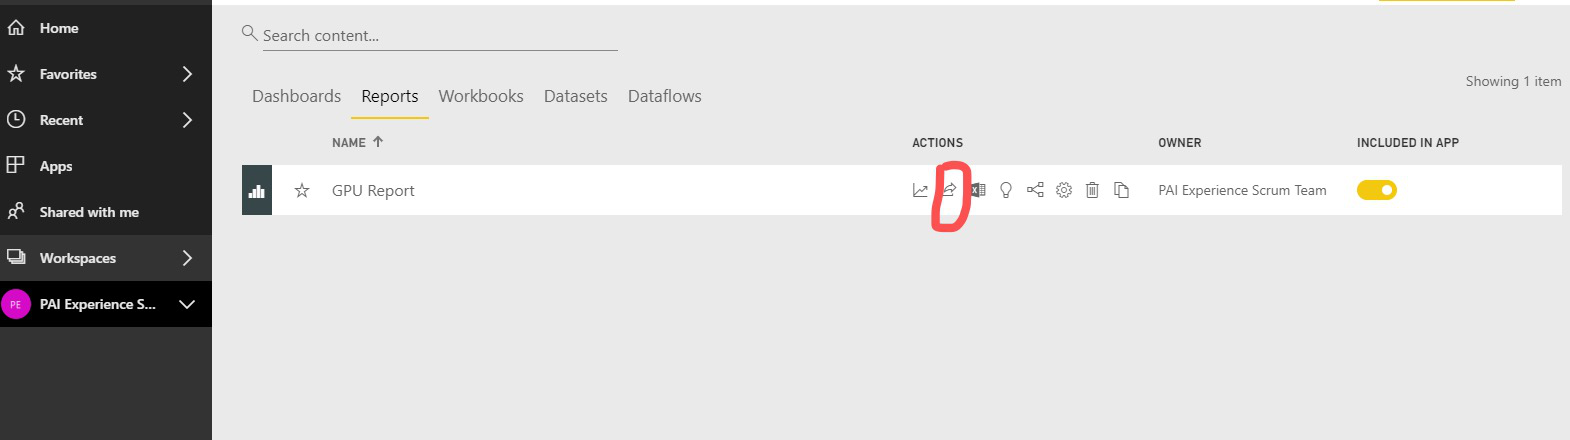 Home
Favorites
Recent
Apps
Shared with me
Workspaces
PE PAI Experience S...
Search content...
Showing 1 item
Dashboards Reports Workbooks Datasets Dataflows
NAME ACTIONS OWNER INCLUDED IN APP
GPU Report PAI Experience Scrum Team